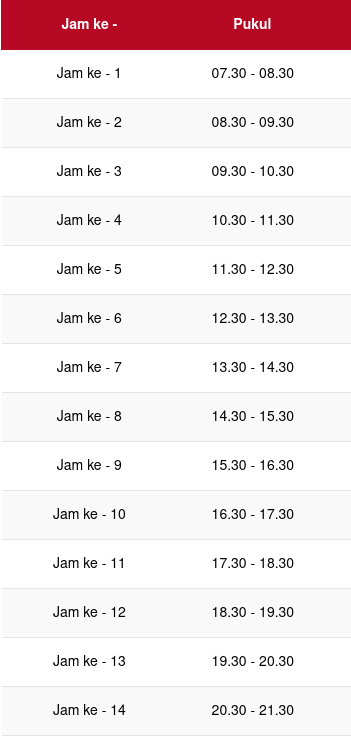 Jam ke - Pukul
Jam ke - 1 07.30 - 08.30
Jam ke - 2 08.30 - 09.30
Jam ke - 3 09.30 - 10.30
Jam ke - 4 10.30 - 11.30
Jam ke - 5 11.30 - 12.30
Jam ke - 6 12.30 - 13.30
Jam ke - 7 13.30 - 14.30
Jam ke - 8 14.30 - 15.30
Jam ke - 9 15.30 - 16.30
Jam ke - 10 16.30 - 17.30
Jam ke - 11 17.30 - 18.30
Jam ke - 12 18.30 - 19.30
Jam ke - 13 19.30 - 20.30
Jam ke - 14 20.30 - 21.30